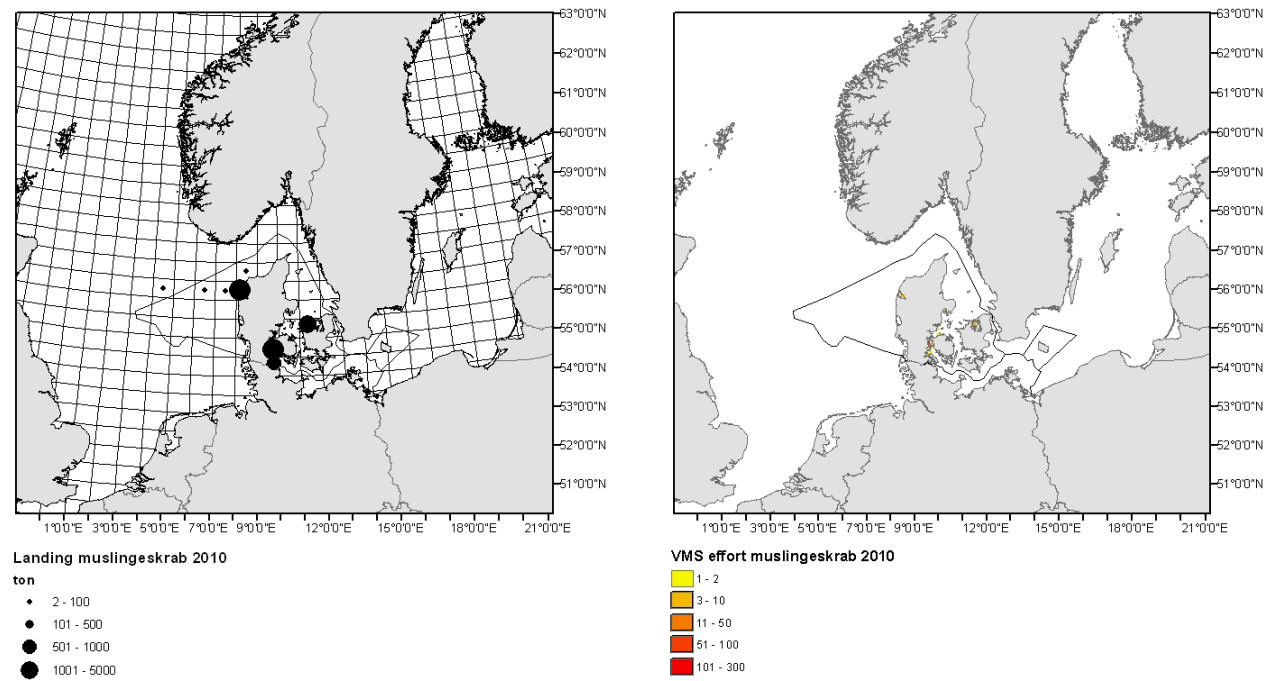 63°0'0"N
62°0'0"N
61°0'0"N
60°0'0"N
59°0'0"N
58°0'0"N
57°0'0"N
56°0'0"N
55°0'0"N
54°0'0"N
53°0'0"N
52°0'0"N
51°0'0"N
1°0'0"E 3°0'0"E 5°0'0"E 7°0'0"E 9°0'0"E 12°0'0"E 15°0'0"E 18°0'0"E 21°0'0"E
Landing muslingeskrab 2010
ton
2 - 100
101 - 500
501 - 1000
1001 - 5000
63°0'0"N
62°0'0"N
61°0'0"N
60°0'0"N
59°0'0"N
58°0'0"N
57°0'0"N
56°0'0"N
55°0'0"N
54°0'0"N
53°0'0"N
52°0'0"N
51°0'0"N
1°0'0"E 3°0'0"E 5°0'0"E 7°0'0"E 9°0'0"E 12°0'0"E 15°0'0"E 18°0'0"E 21°0'0"E
VMS effort muslingeskrab 2010
1 - 2
3 - 10
11 - 50
51 - 100
101 - 300